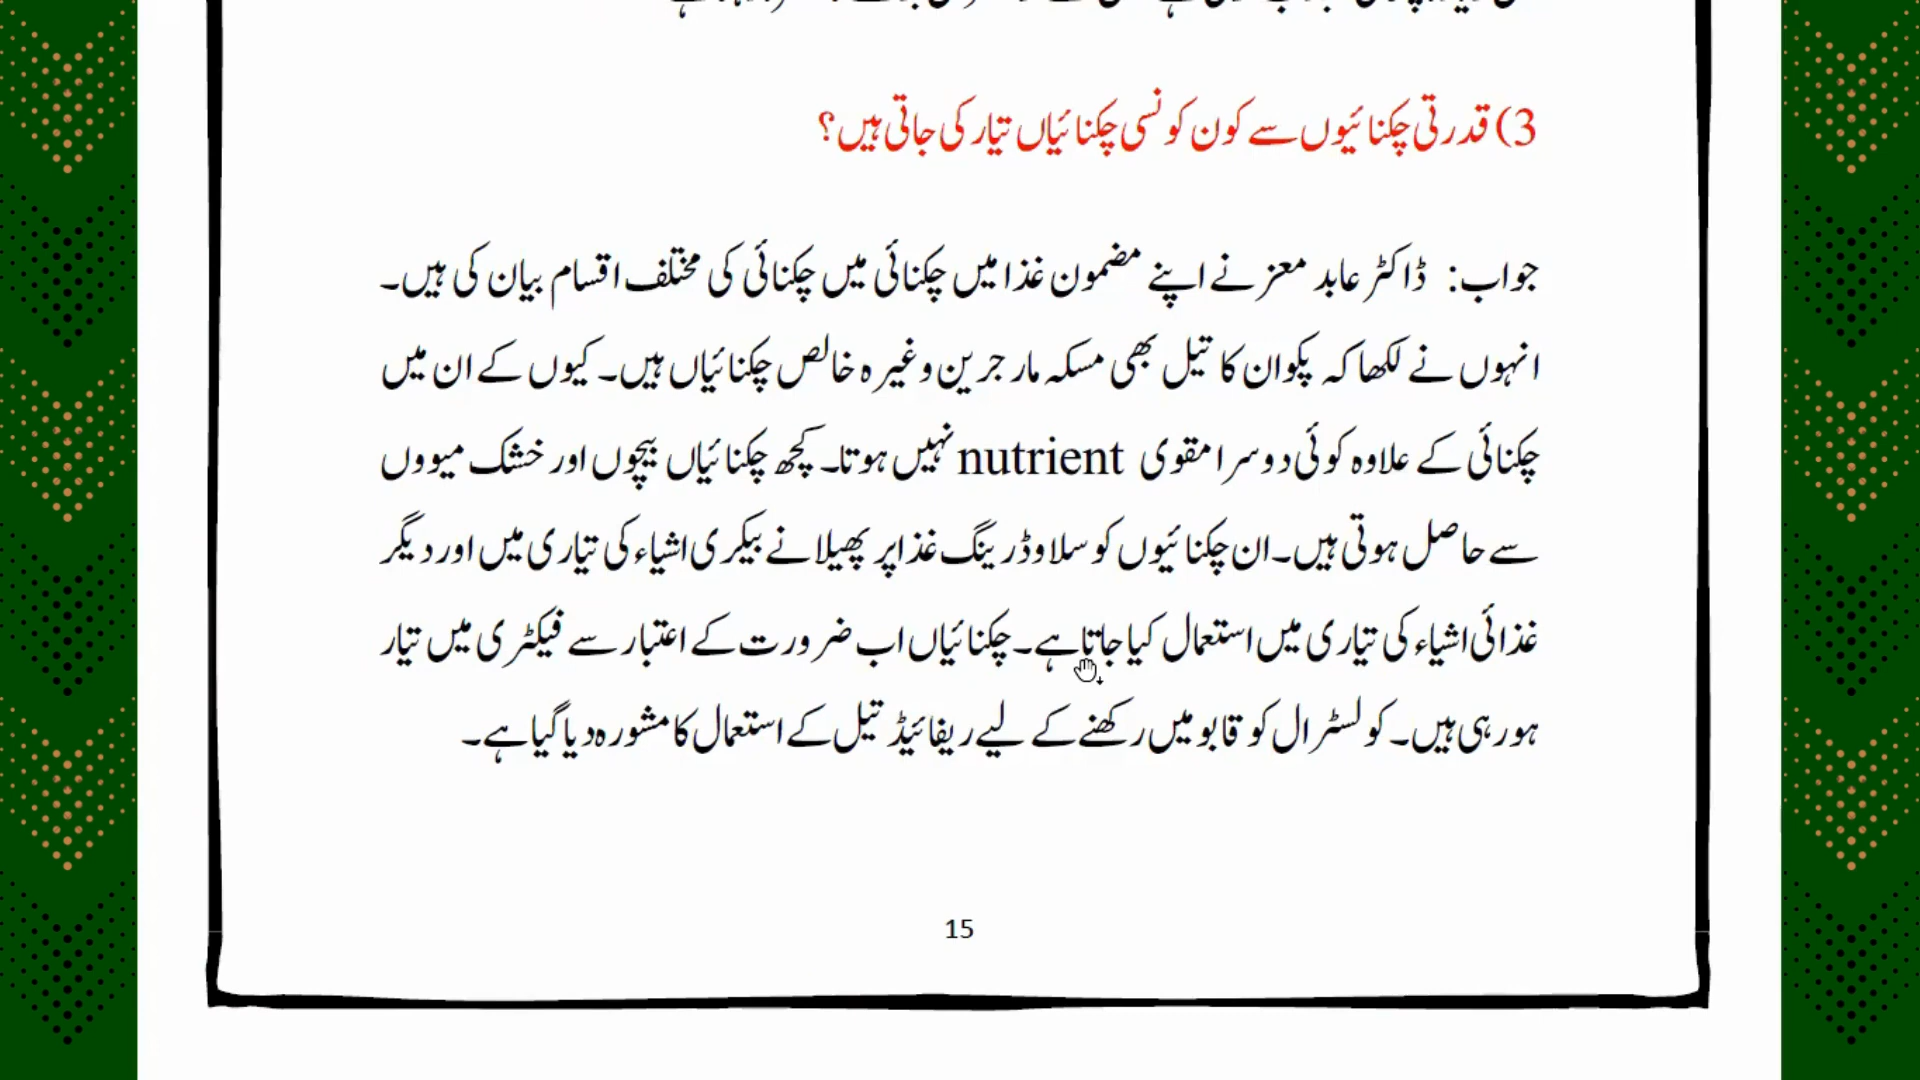 3) قدرتی چکنائیوں سے کون کونسی چکنائیاں تیار کی جاتی ہیں؟
جواب: ڈاکٹر عابد معز نے اپنے مضمون غذا میں چکنائی میں چکنائی کی مختلف اقسام بیان کی ہیں۔
انہوں نے لکھا کہ پکوان کا تیل بھی مسکہ مار جرین وغیرہ خالص چکنائیاں ہیں۔ کیوں کے ان میں
چکنائی کے علاوہ کوئی دوسرا مقوی nutrient نہیں ہوتا۔ کچھ چکنائیاں بیجوں اور خشک میووں
سے حاصل ہوتی ہیں۔ ان چکنائیوں کو سلاوڈرینگ غذا پر پھیلانے بیکری اشیاء کی تیاری میں اور دیگر
غذائی اشیاء کی تیاری میں استعمال کیا جاتا ہے۔ چکنائیاں اب ضرورت کے اعتبار سے فیکٹری میں تیار
ہو رہی ہیں۔ کولسٹرال کو قابو میں رکھنے کے لیے ریفائیڈ تیل کے استعمال کا مشورہ دیا گیا ہے۔
15